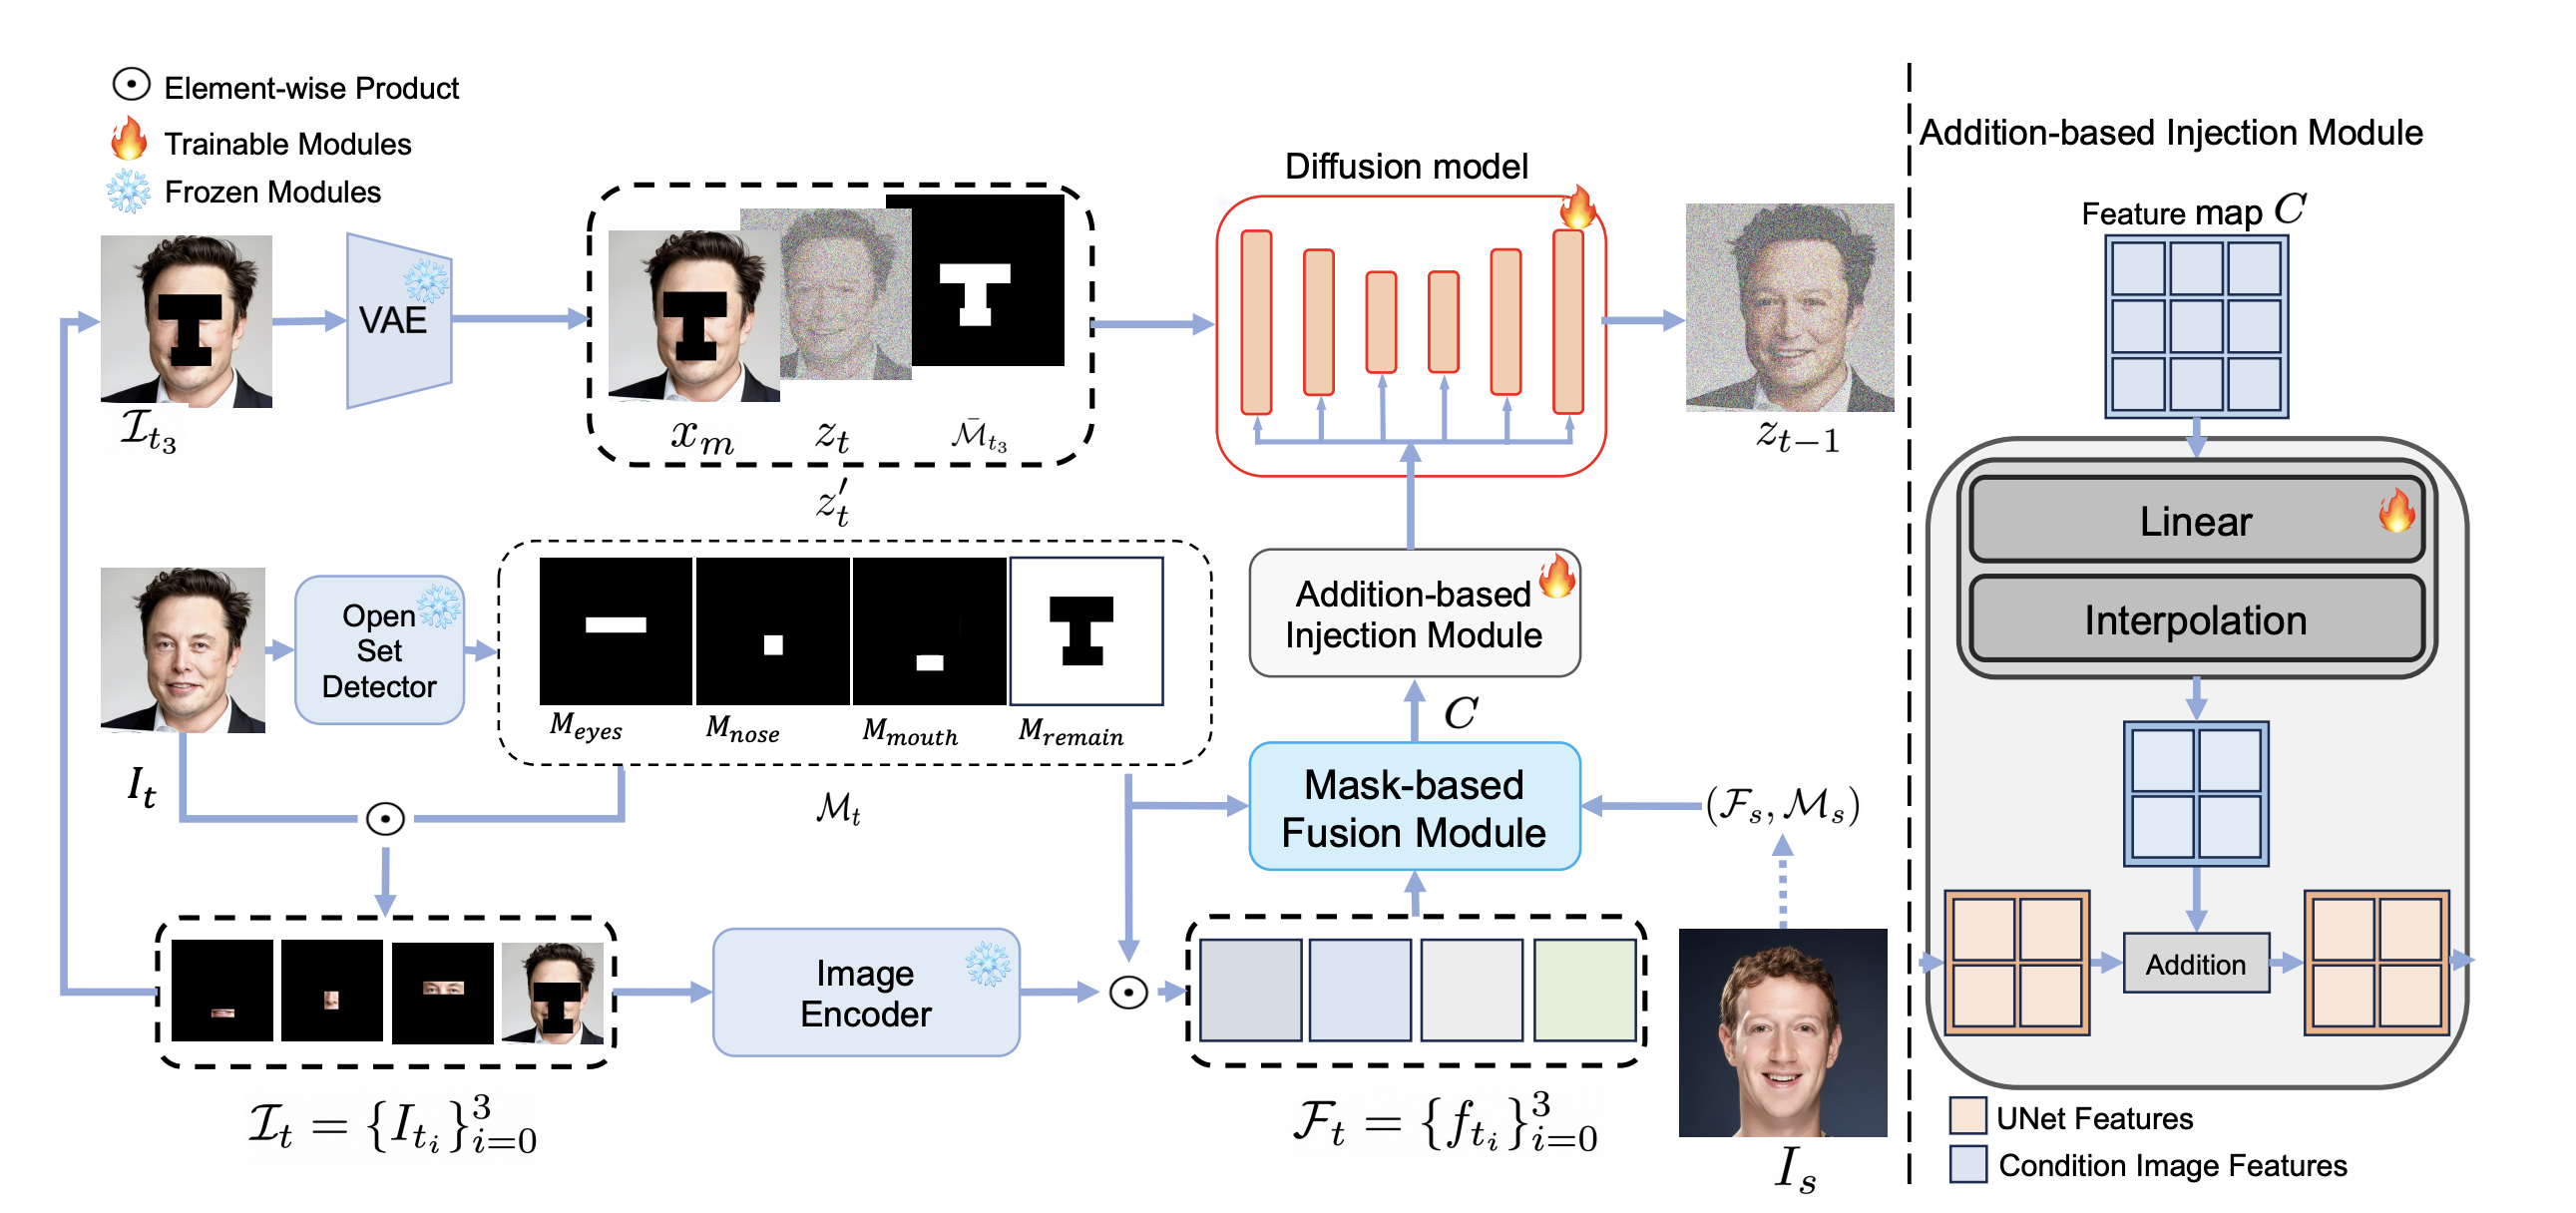 ⊙ Element-wise Product
Trainable Modules
Frozen Modules
Diffusion model
VAE
$\mathcal{I}_{t_3}$
$x_m$ $z_t$ $\bar{\mathcal{M}}_{t_3}$
$z_t'$
$z_{t-1}$
Open
Set
Detector
$M_{eyes}$ $M_{nose}$ $M_{mouth}$ $M_{remain}$
Addition-based
Injection Module
$C$
$I_t$
⊙
$\mathcal{M}_t$
Mask-based
Fusion Module
$(\mathcal{F}_s, \mathcal{M}_s)$
Image
Encoder
⊙
$\mathcal{I}_t = \{I_{t_i}\}_{i=0}^{3}$
$\mathcal{F}_t = \{f_{t_i}\}_{i=0}^{3}$
$I_s$
Addition-based Injection Module
Feature map $C$
Linear
Interpolation
Addition
UNet Features
Condition Image Features